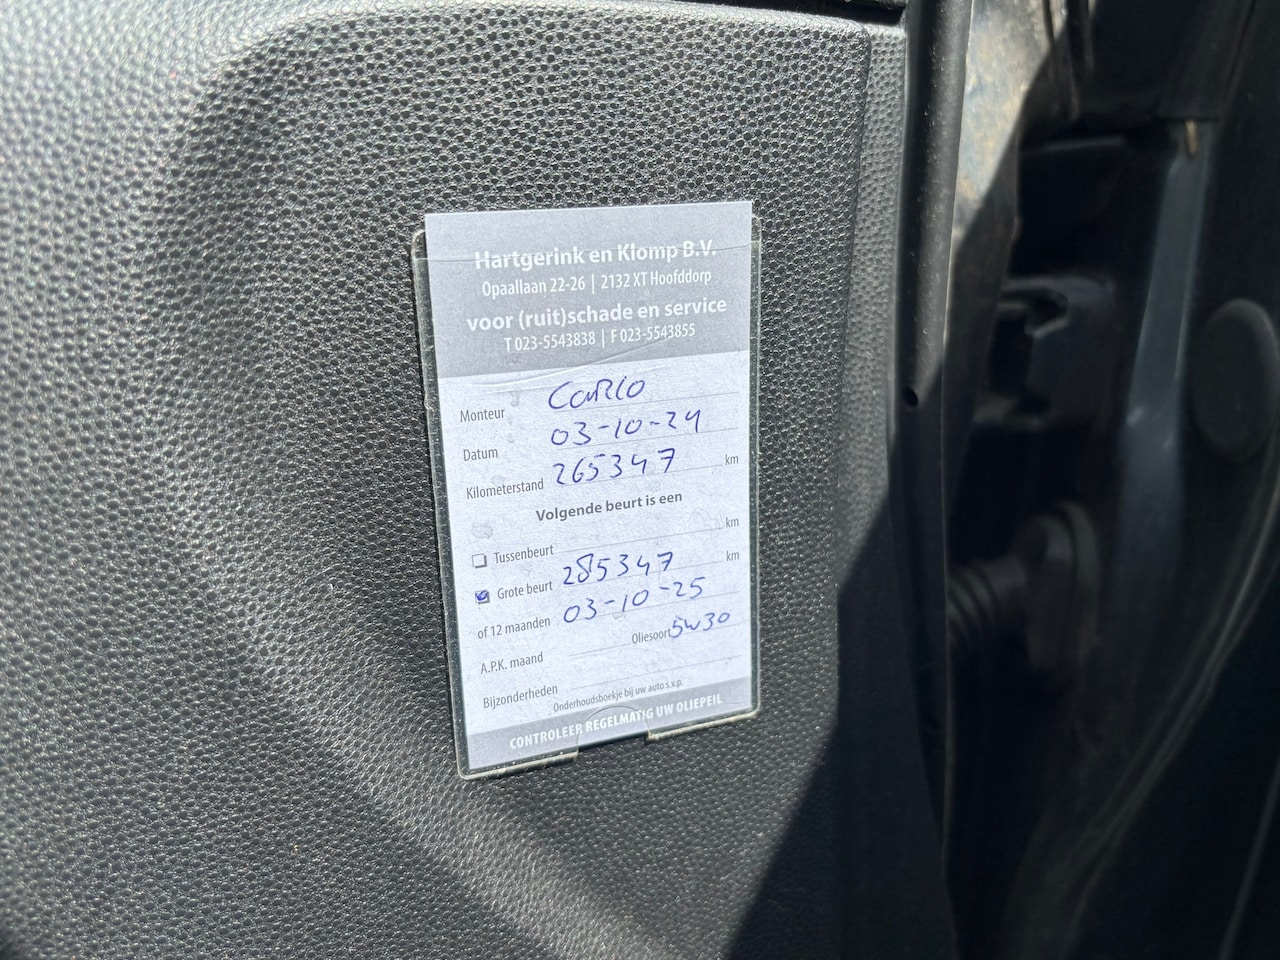 Hartgerink en Klomp B.V.
Opaallaan 22-26 | 2132 XT Hoofddorp
voor (ruit)schade en service
T 023-5543838 | F 023-5543855
Monteur Carlo
Datum 03-10-24
Kilometerstand 265347 km
Volgende beurt is een
Tussenbeurt km
Grote beurt 285347 km
of 12 maanden 03-10-25
A.P.K. maand Oliesoort 5W30
Bijzonderheden
Onderhoudsboekje bij uw auto s.v.p.
CONTROLEER REGELMATIG UW OLIEPEIL